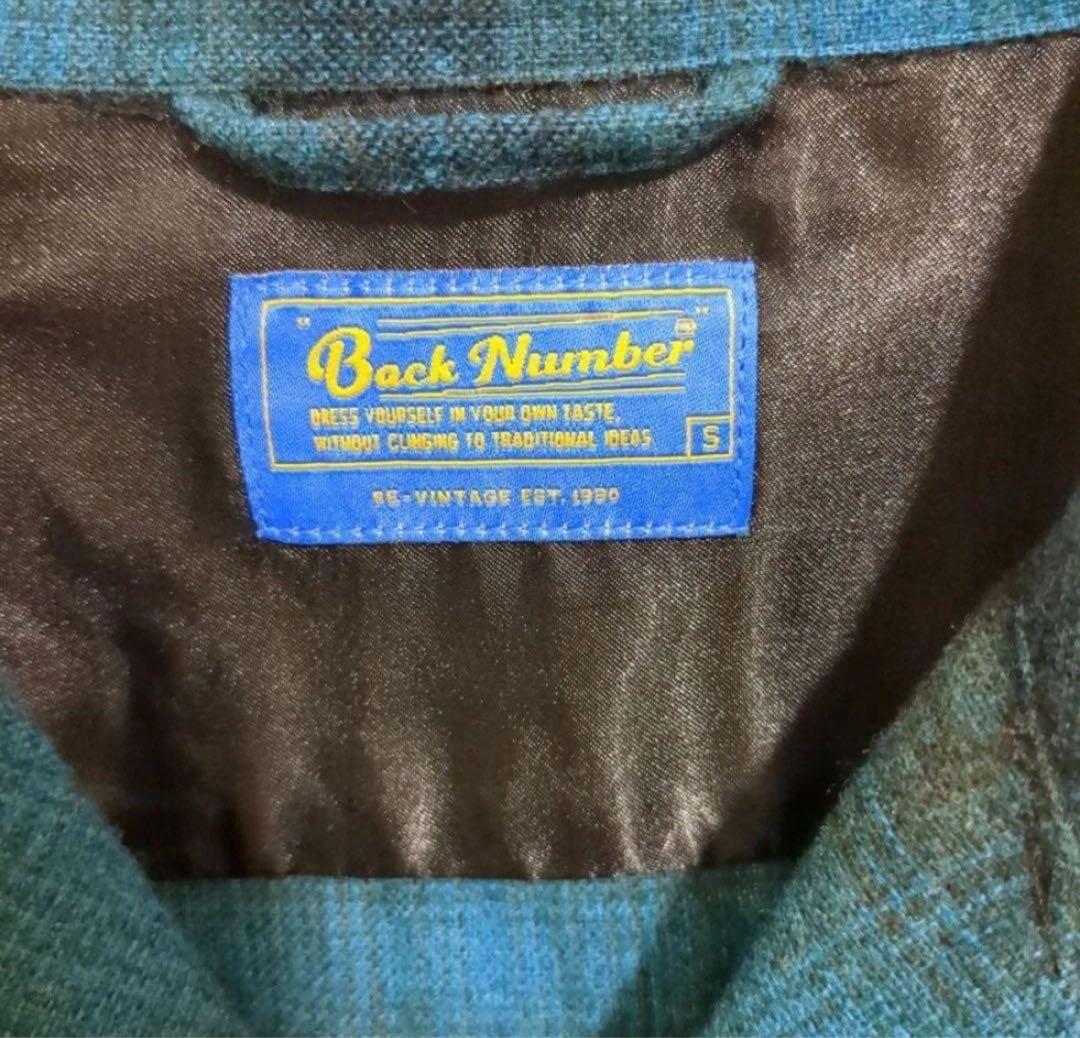 "Back Number"
DRESS YOURSELF IN YOUR OWN TASTE,
WITHOUT CLINGING TO TRADITIONAL IDEAS
S
RE-VINTAGE EST. 1990